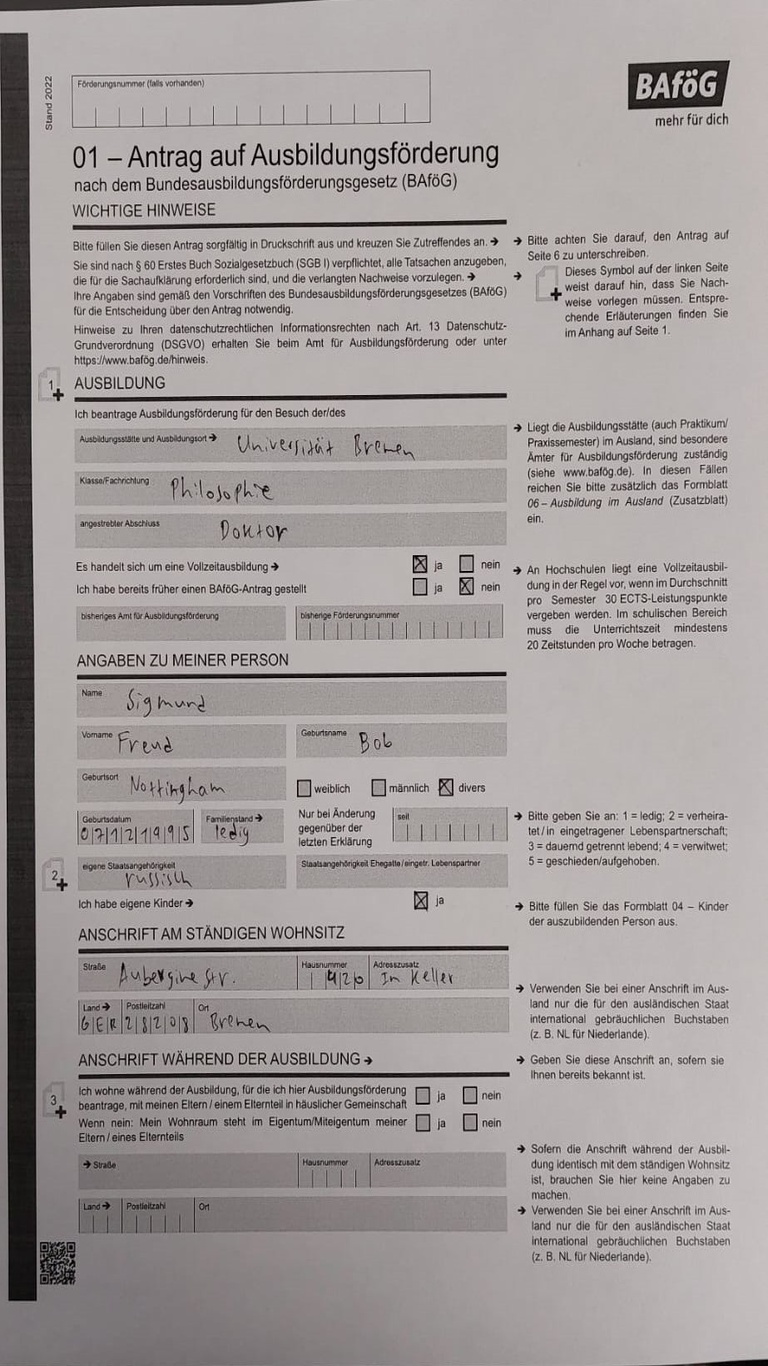 Stand 2022
Förderungsnummer (falls vorhanden)
BAföG
mehr für dich
01 – Antrag auf Ausbildungsförderung
nach dem Bundesausbildungsförderungsgesetz (BAföG)
WICHTIGE HINWEISE
Bitte füllen Sie diesen Antrag sorgfältig in Druckschrift aus und kreuzen Sie Zutreffendes an. →
Sie sind nach § 60 Erstes Buch Sozialgesetzbuch (SGB I) verpflichtet, alle Tatsachen anzugeben,
die für die Sachaufklärung erforderlich sind, und die verlangten Nachweise vorzulegen. →
Ihre Angaben sind gemäß den Vorschriften des Bundesausbildungsförderungsgesetzes (BAföG)
für die Entscheidung über den Antrag notwendig.
Hinweise zu Ihren datenschutzrechtlichen Informationsrechten nach Art. 13 Datenschutz-
Grundverordnung (DSGVO) erhalten Sie beim Amt für Ausbildungsförderung oder unter
https://www.bafög.de/hinweis.
→ Bitte achten Sie darauf, den Antrag auf
Seite 6 zu unterschreiben.
→ Dieses Symbol auf der linken Seite
weist darauf hin, dass Sie Nach-
weise vorlegen müssen. Entspre-
chende Erläuterungen finden Sie
im Anhang auf Seite 1.
1 AUSBILDUNG
Ich beantrage Ausbildungsförderung für den Besuch der/des
Ausbildungsstätte und Ausbildungsort → Universität Bremen
Klasse/Fachrichtung Philosophie
angestrebter Abschluss Doktor
→ Liegt die Ausbildungsstätte (auch Praktikum/
Praxissemester) im Ausland, sind besondere
Ämter für Ausbildungsförderung zuständig
(siehe www.bafög.de). In diesen Fällen
reichen Sie bitte zusätzlich das Formblatt
06 – Ausbildung im Ausland (Zusatzblatt)
ein.
Es handelt sich um eine Vollzeitausbildung → ja nein
Ich habe bereits früher einen BAföG-Antrag gestellt ja nein
bisheriges Amt für Ausbildungsförderung bisherige Förderungsnummer
→ An Hochschulen liegt eine Vollzeitausbil-
dung in der Regel vor, wenn im Durchschnitt
pro Semester 30 ECTS-Leistungspunkte
vergeben werden. Im schulischen Bereich
muss die Unterrichtszeit mindestens
20 Zeitstunden pro Woche betragen.
ANGABEN ZU MEINER PERSON
Name Sigmund
Vorname Freud Geburtsname Bob
Geburtsort Nottingham weiblich männlich divers
Geburtsdatum 07121995 Familienstand → ledig
Nur bei Änderung
gegenüber der
letzten Erklärung
seit
→ Bitte geben Sie an: 1 = ledig; 2 = verheira-
tet / in eingetragener Lebenspartnerschaft;
3 = dauernd getrennt lebend; 4 = verwitwet;
5 = geschieden/aufgehoben.
2 eigene Staatsangehörigkeit russisch Staatsangehörigkeit Ehegatte/eingetr. Lebenspartner
Ich habe eigene Kinder → ja
→ Bitte füllen Sie das Formblatt 04 – Kinder
der auszubildenden Person aus.
ANSCHRIFT AM STÄNDIGEN WOHNSITZ
Straße Aubergine Str. Hausnummer 420 Adresszusatz Im Keller
Land → GER Postleitzahl 28208 Ort Bremen
→ Verwenden Sie bei einer Anschrift im Aus-
land nur die für den ausländischen Staat
international gebräuchlichen Buchstaben
(z. B. NL für Niederlande).
ANSCHRIFT WÄHREND DER AUSBILDUNG →
→ Geben Sie diese Anschrift an, sofern sie
Ihnen bereits bekannt ist.
3 Ich wohne während der Ausbildung, für die ich hier Ausbildungsförderung
beantrage, mit meinen Eltern / einem Elternteil in häuslicher Gemeinschaft ja nein
Wenn nein: Mein Wohnraum steht im Eigentum/Miteigentum meiner
Eltern / eines Elternteils ja nein
→ Straße Hausnummer Adresszusatz
Land → Postleitzahl Ort
→ Sofern die Anschrift während der Ausbil-
dung identisch mit dem ständigen Wohnsitz
ist, brauchen Sie hier keine Angaben zu
machen.
→ Verwenden Sie bei einer Anschrift im Aus-
land nur die für den ausländischen Staat
international gebräuchlichen Buchstaben
(z. B. NL für Niederlande).